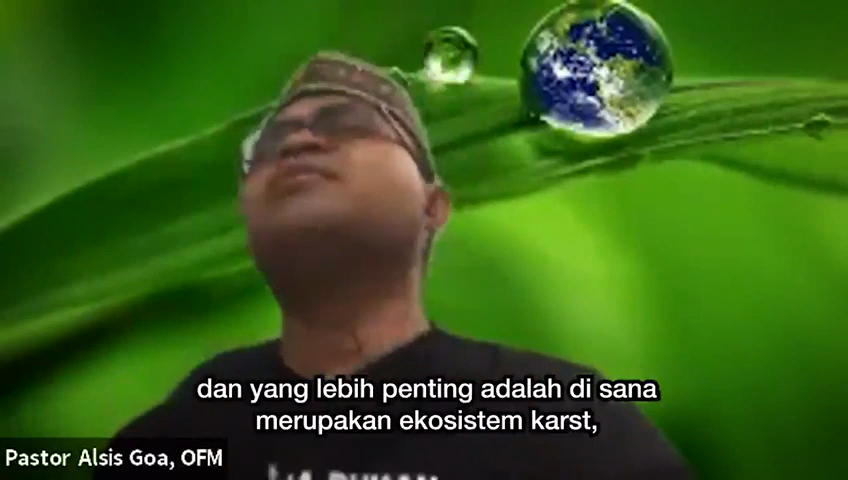 dan yang lebih penting adalah di sana
merupakan ekosistem karst,
Pastor Alsis Goa, OFM